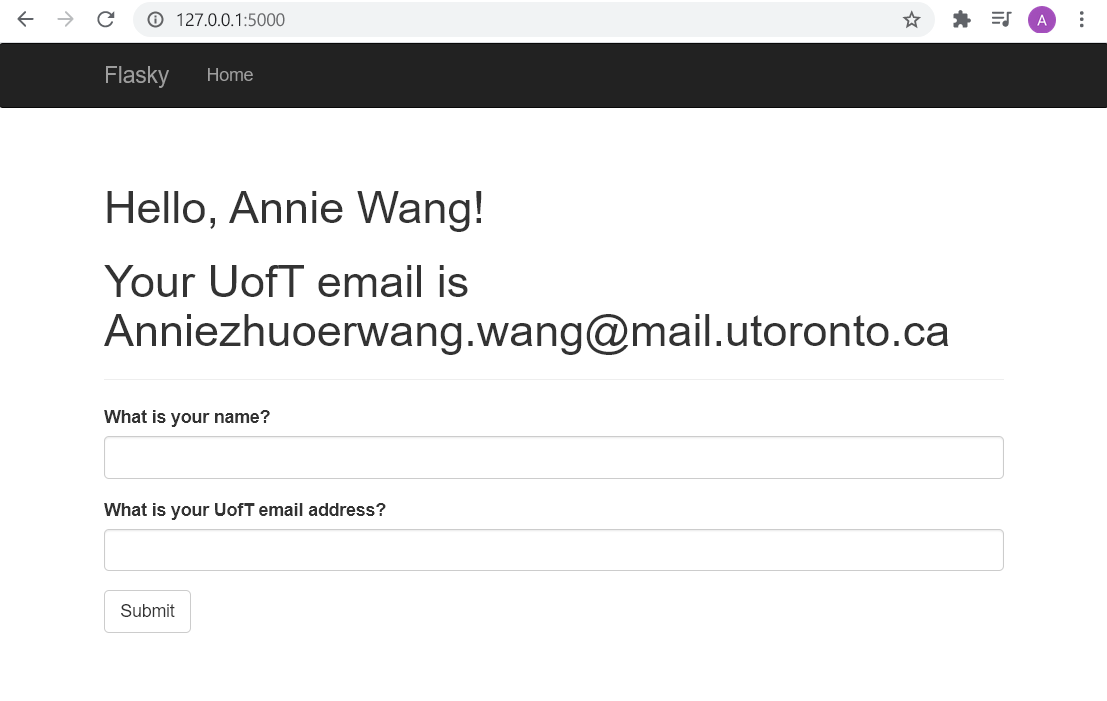 127.0.0.1:5000
A
Flasky Home
Hello, Annie Wang!
Your UofT email is
Anniezhuoerwang.wang@mail.utoronto.ca
What is your name?
What is your UofT email address?
Submit